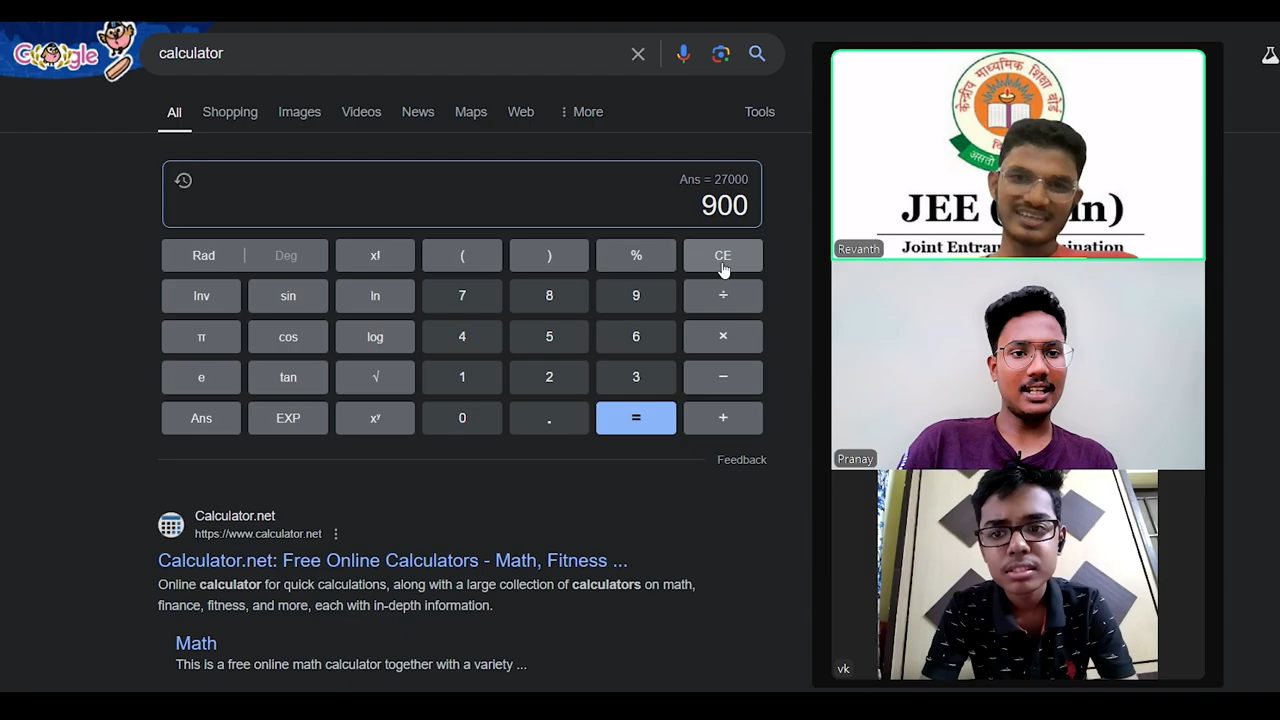 Google
calculator
All
Shopping
Images
Videos
News
Maps
Web
More
Tools
Ans = 27000
900
Rad | Deg
x!
(
)
%
CE
Inv
sin
ln
7
8
9
÷
π
cos
log
4
5
6
×
e
tan
√
1
2
3
−
Ans
EXP
xʸ
0
.
=
+
Feedback
Calculator.net
https://www.calculator.net
Calculator.net: Free Online Calculators - Math, Fitness ...
Online calculator for quick calculations, along with a large collection of calculators on math,
finance, fitness, and more, each with in-depth information.
Math
This is a free online math calculator together with a variety ...
केन्द्रीय माध्यमिक शिक्षा बोर्ड
असतो
JEE (
n)
Joint Entran
mination
Revanth
Pranay
vk